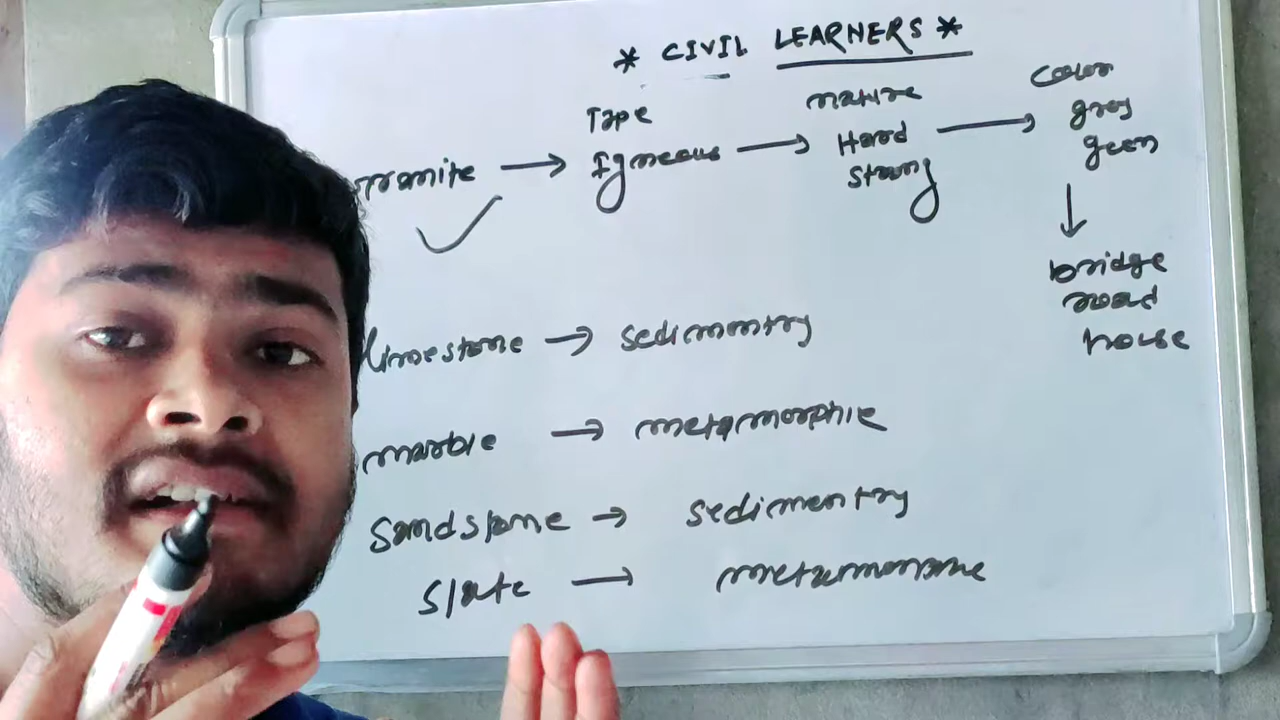 * CIVIL LEARNERS *
Type nature Color
Granite → Igneous → Hard strong → grey green
↓
bridge
road
house
limestone → sedimentry
marble → metamorphic
Sandstone → sedimentry
Slate → metamorphic